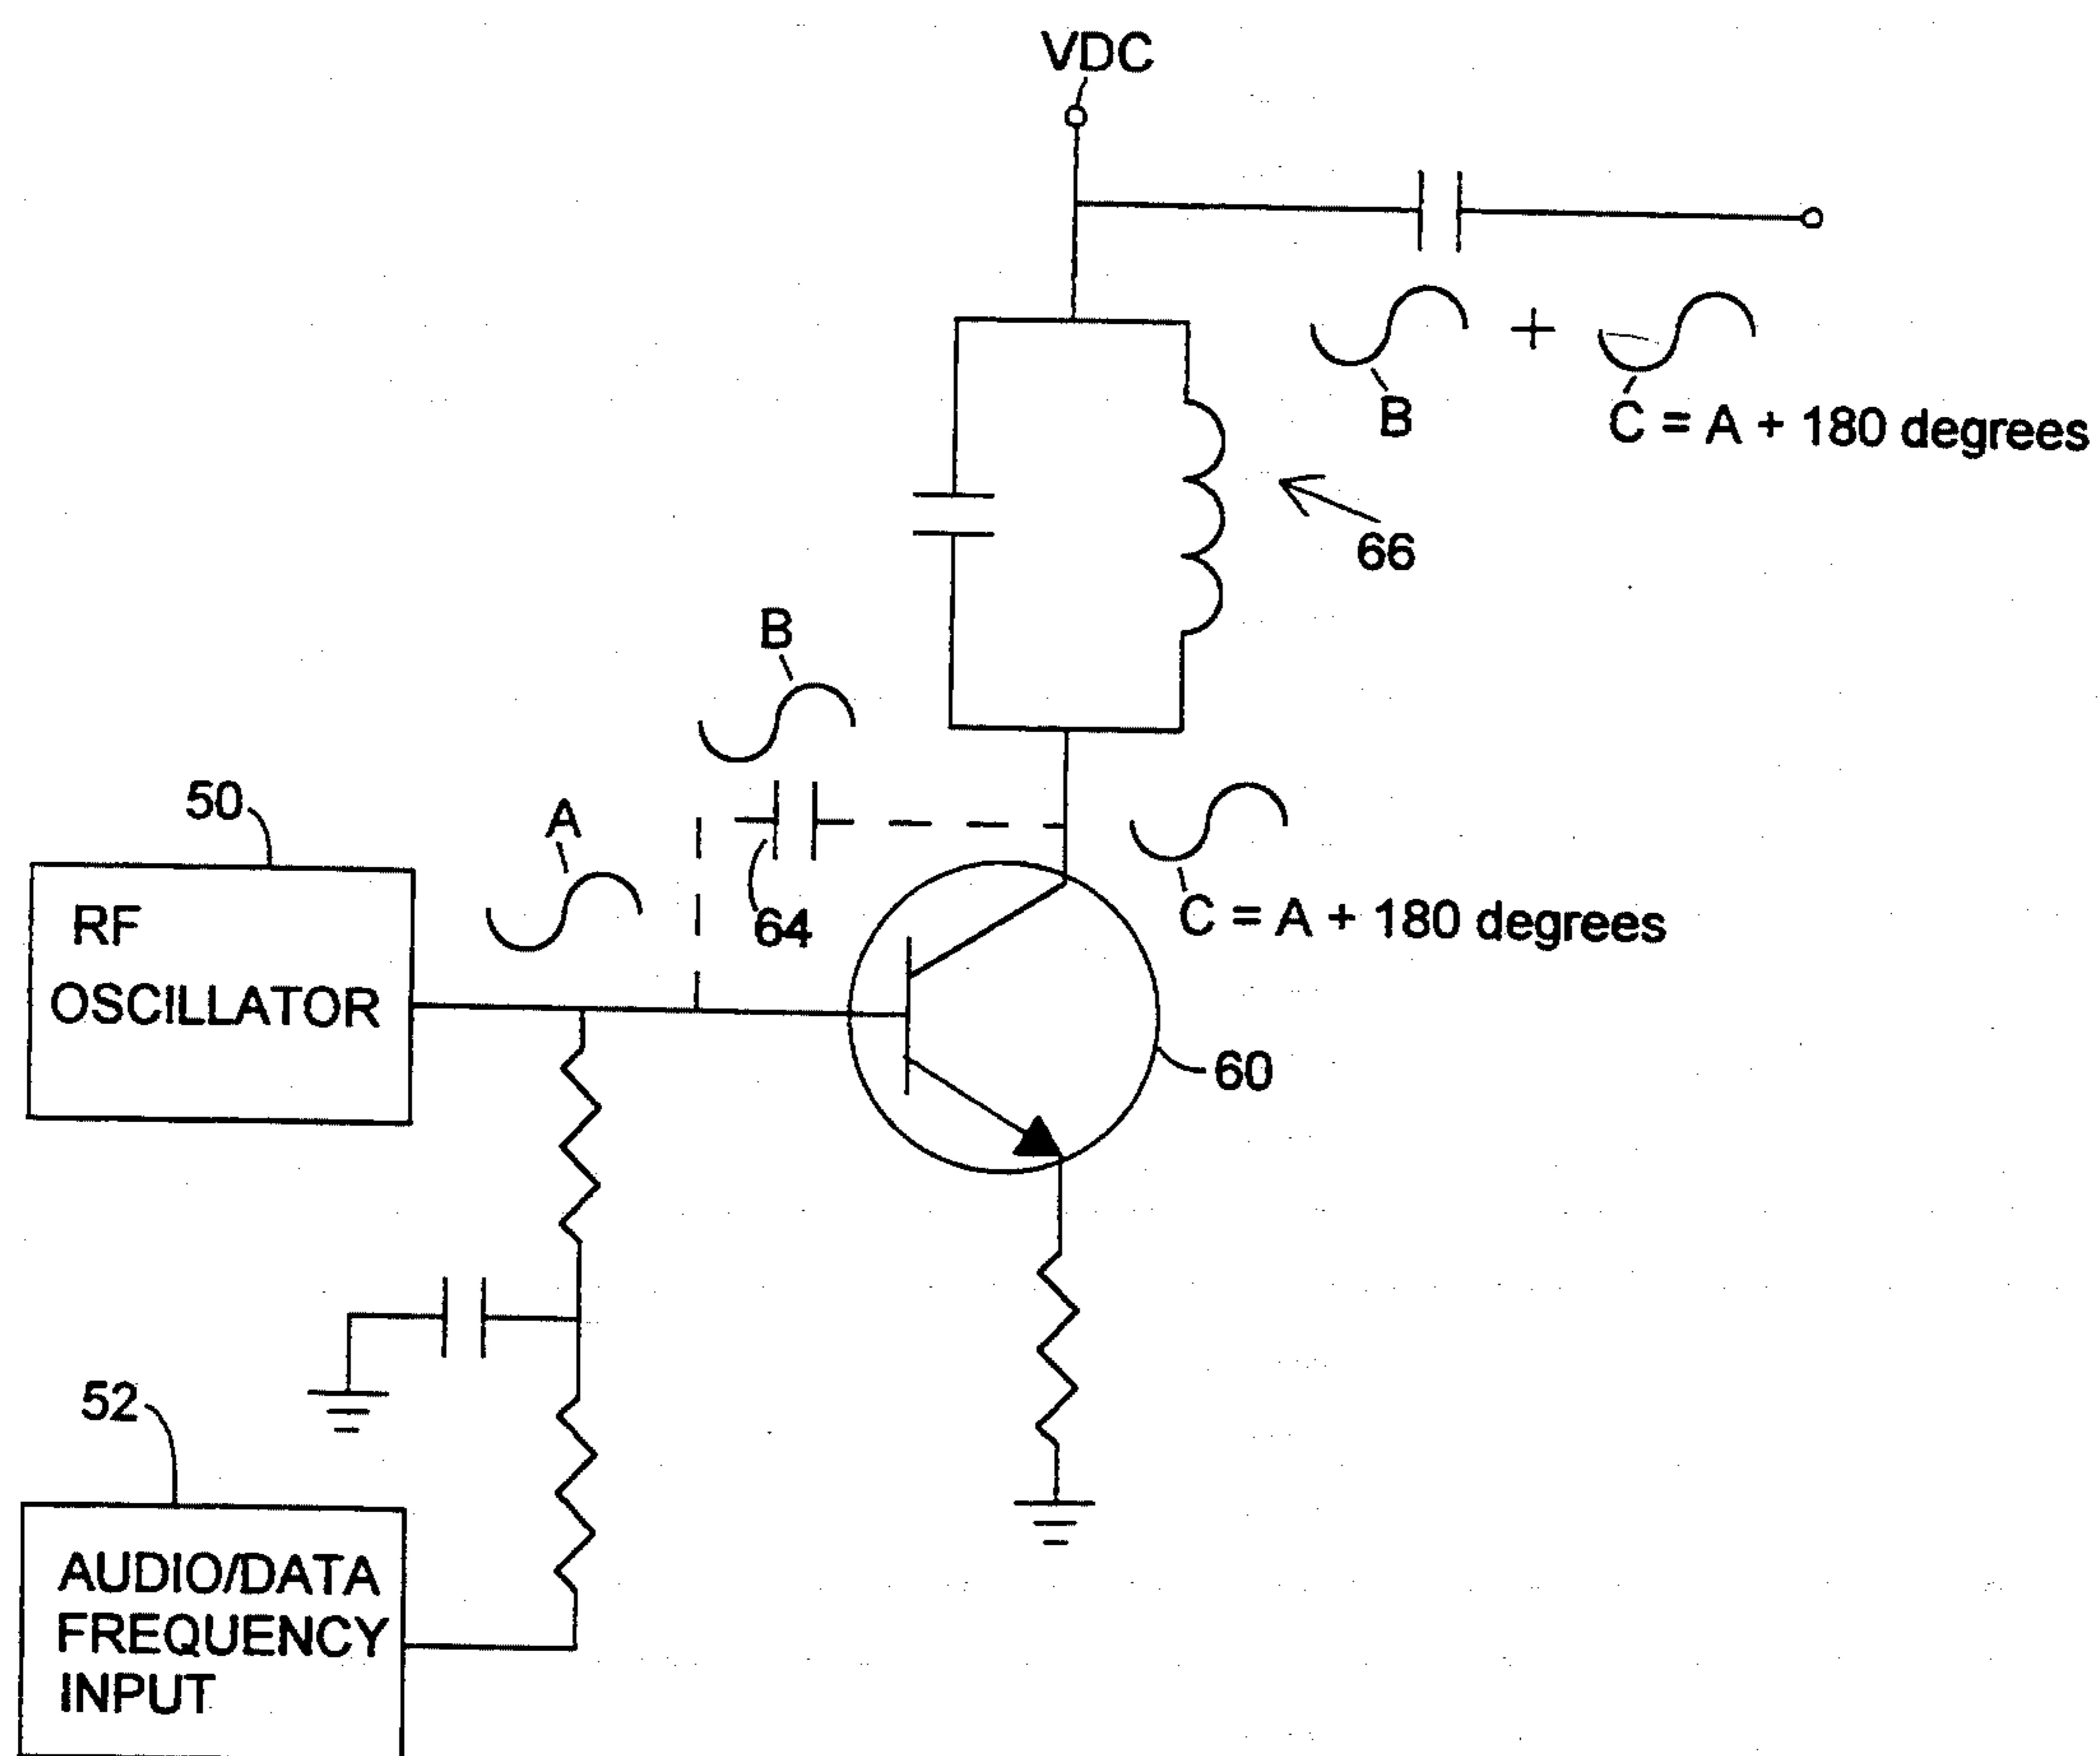 VDC
B
C = A + 180 degrees
66
B
50
A
64
C = A + 180 degrees
RF
OSCILLATOR
60
52
AUDIO/DATA
FREQUENCY
INPUT